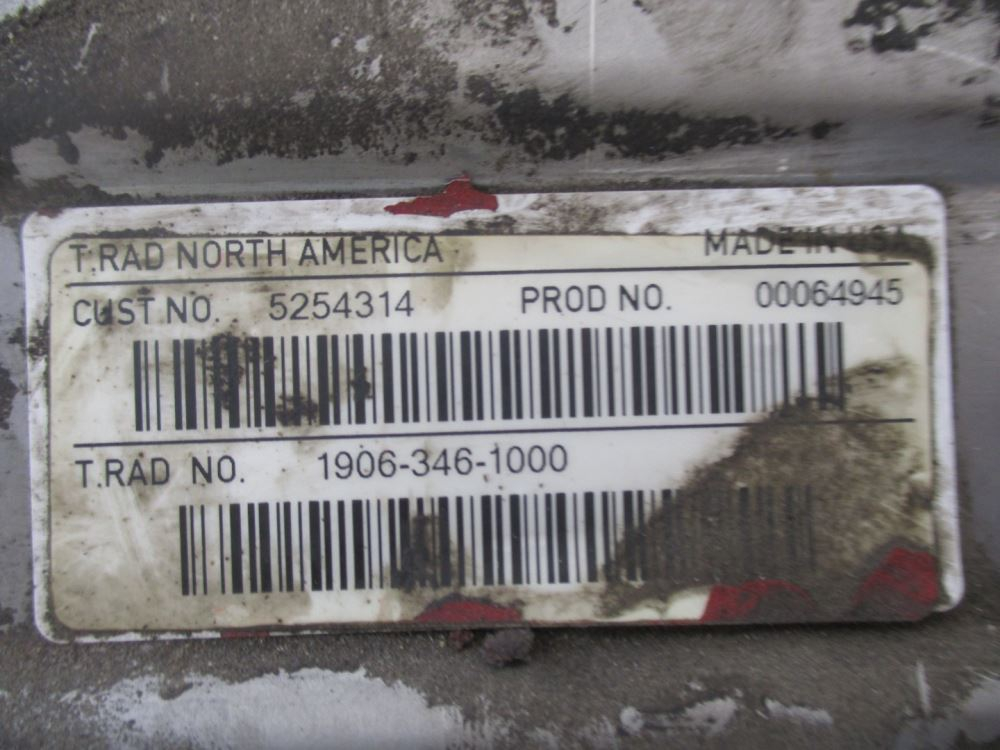 T.RAD NORTH AMERICA MADE IN USA
CUST NO. 5254314 PROD NO. 00064945
T.RAD NO. 1906-346-1000